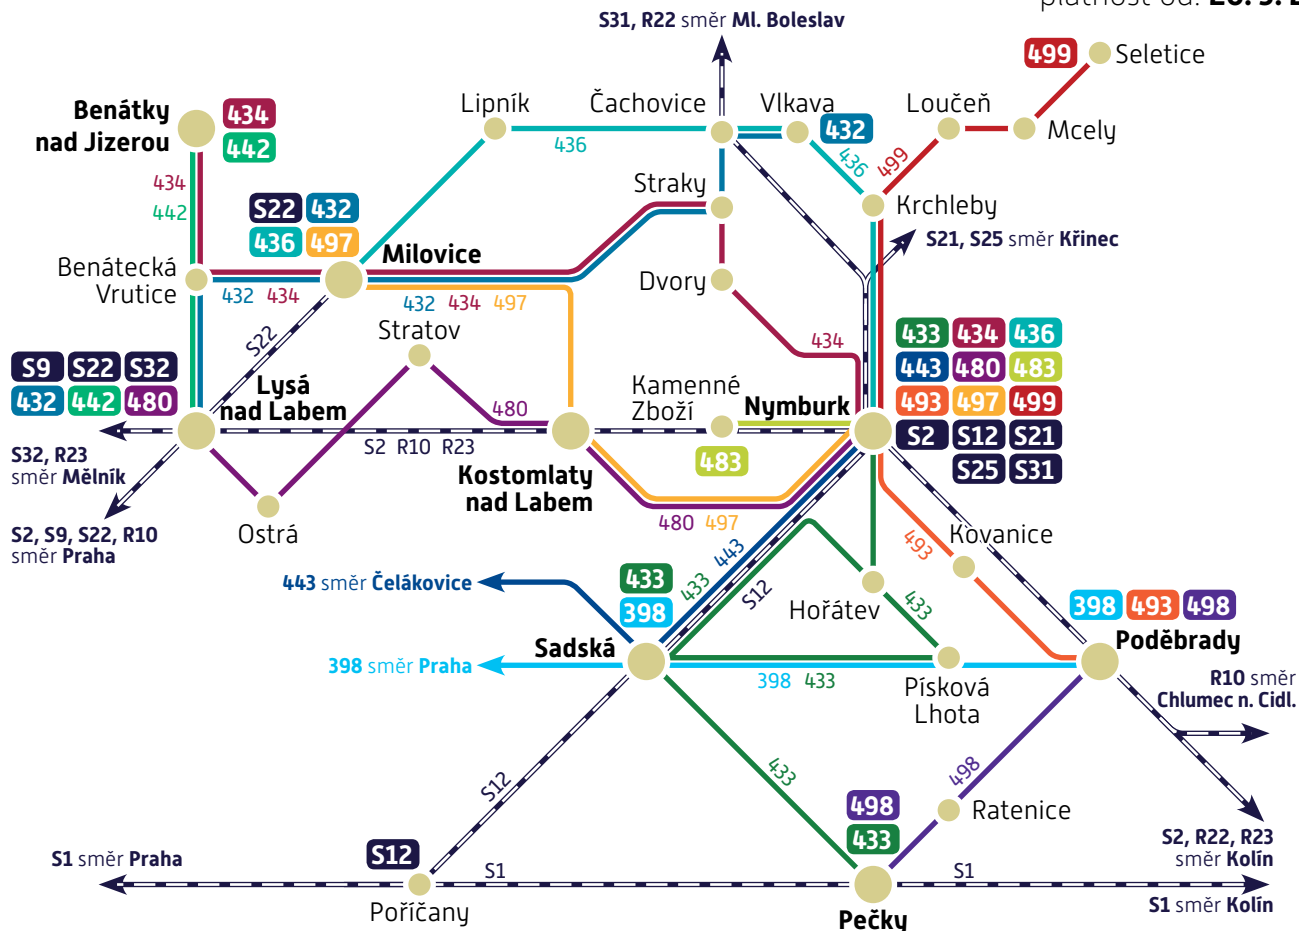 platnost od:
S31, R22 směr Ml. Boleslav
499 Seletice
Benátky
nad Jizerou
434
442
Lipník
Čachovice
Vlkava
432
Loučeň
Mcely
436
436
499
434
442
Straky
Krchleby
S22 432
436 497
Milovice
S21, S25 směr Křinec
Benátecká
Vrutice
432 434
432 434 497
Dvory
S22
Stratov
434
433 434 436
443 480 483
493 497 499
S2 S12 S21
S25 S31
S9 S22 S32
432 442 480
Lysá
nad Labem
Kamenné
Zboží
Nymburk
480
S2 R10 R23
483
S32, R23
směr Mělník
Kostomlaty
nad Labem
S2, S9, S22, R10
směr Praha
Ostrá
480 497
493
Kovanice
443 směr Čelákovice
433
398
433 443
S12
Hořátev
433
398 493 498
Poděbrady
Sadská
398 směr Praha
398 433
Písková
Lhota
R10 směr
Chlumec n. Cidl.
433
498
S12
498
433
Ratenice
S2, R22, R23
směr Kolín
S1 směr Praha
S12
S1
S1
Poříčany
Pečky
S1 směr Kolín